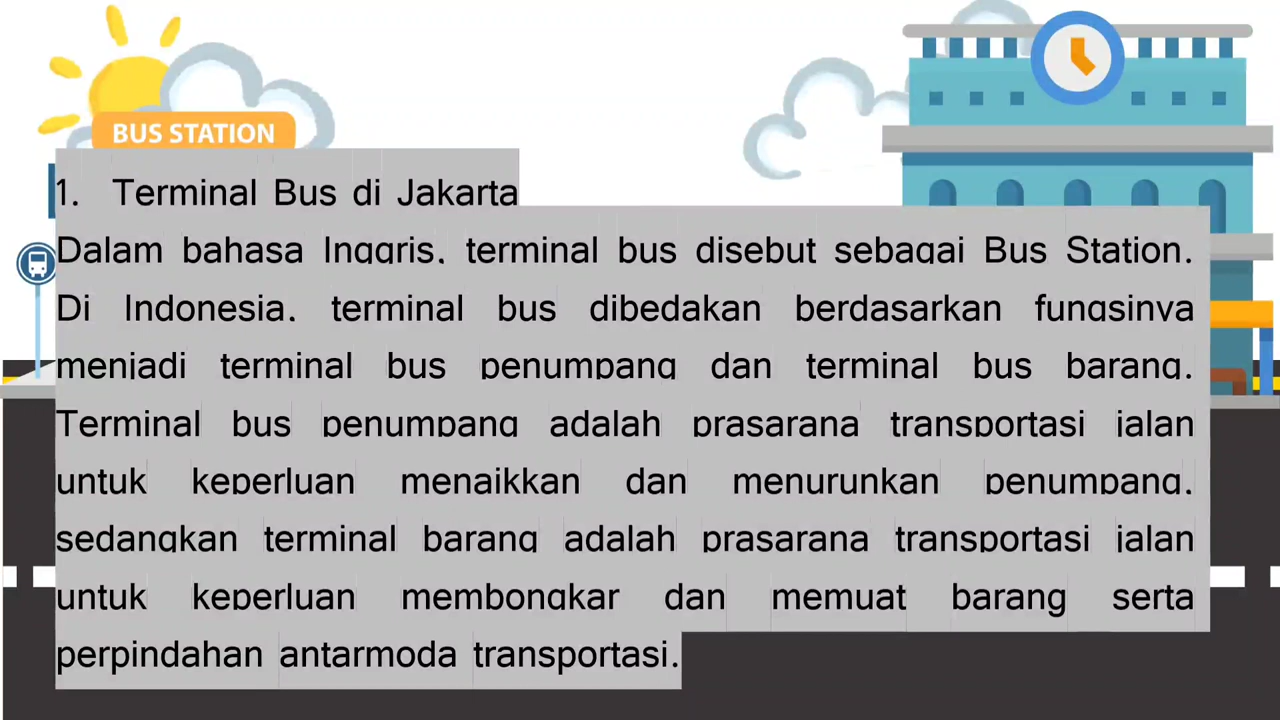 BUS STATION
1. Terminal Bus di Jakarta
Dalam bahasa Inggris, terminal bus disebut sebagai Bus Station.
Di Indonesia, terminal bus dibedakan berdasarkan fungsinya
menjadi terminal bus penumpang dan terminal bus barang.
Terminal bus penumpang adalah prasarana transportasi jalan
untuk keperluan menaikkan dan menurunkan penumpang,
sedangkan terminal barang adalah prasarana transportasi jalan
untuk keperluan membongkar dan memuat barang serta
perpindahan antarmoda transportasi.